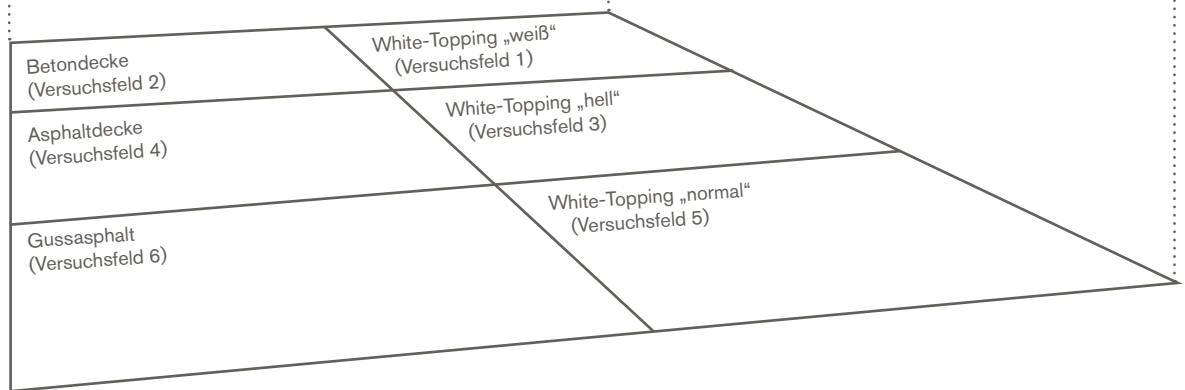 Betondecke
(Versuchsfeld 2)
White-Topping „weiß“
(Versuchsfeld 1)
Asphaltdecke
(Versuchsfeld 4)
White-Topping „hell“
(Versuchsfeld 3)
Gussasphalt
(Versuchsfeld 6)
White-Topping „normal“
(Versuchsfeld 5)